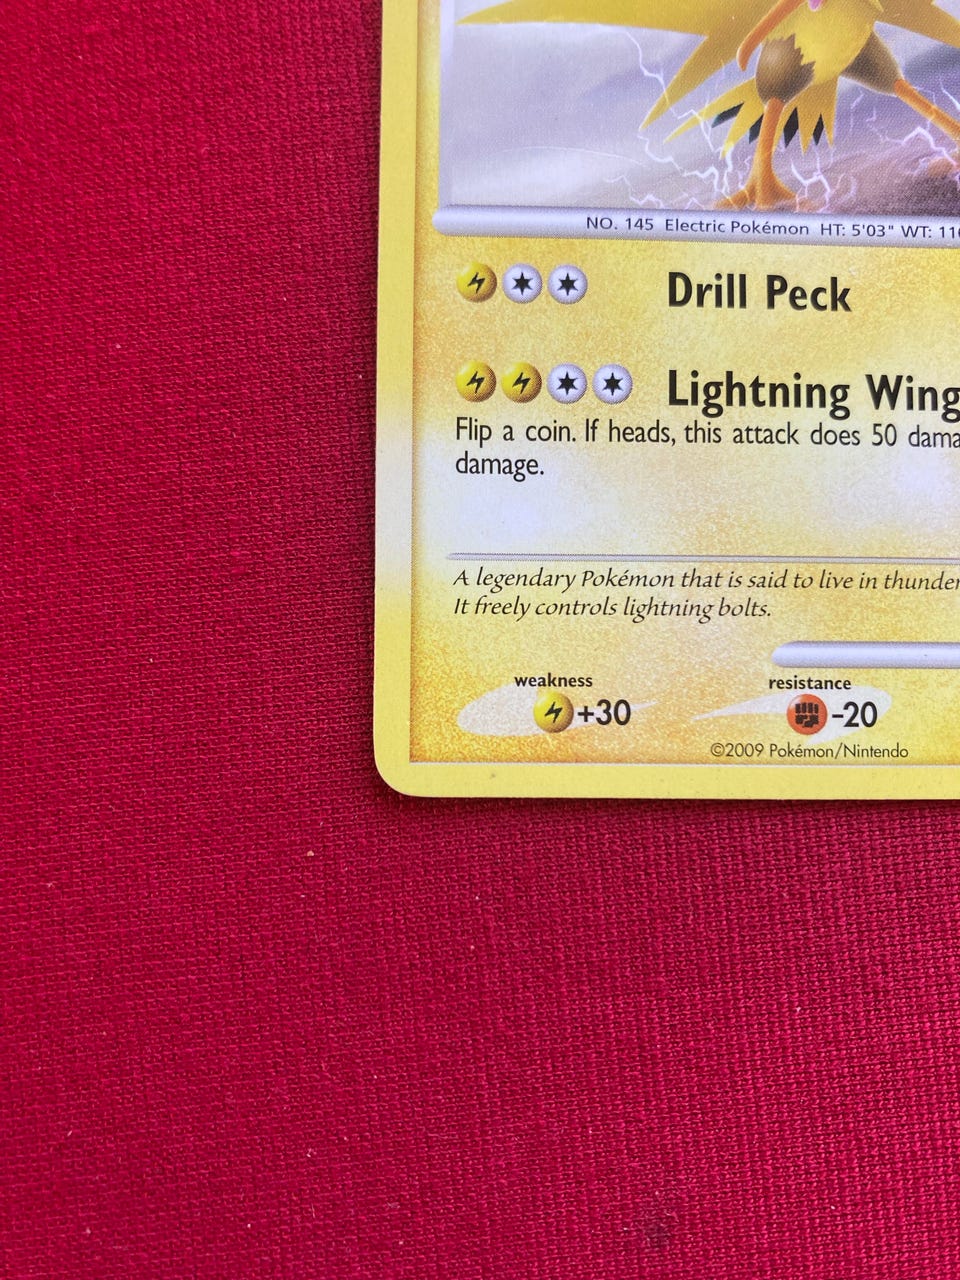 NO. 145 Electric Pokémon HT: 5'03" WT:
Drill Peck
Lightning Wing
Flip a coin. If heads, this attack does 50
damage.
A legendary Pokémon that is said to live in
It freely controls lightning bolts.
weakness resistance
+30 -20
©2009 Pokémon/Nintendo